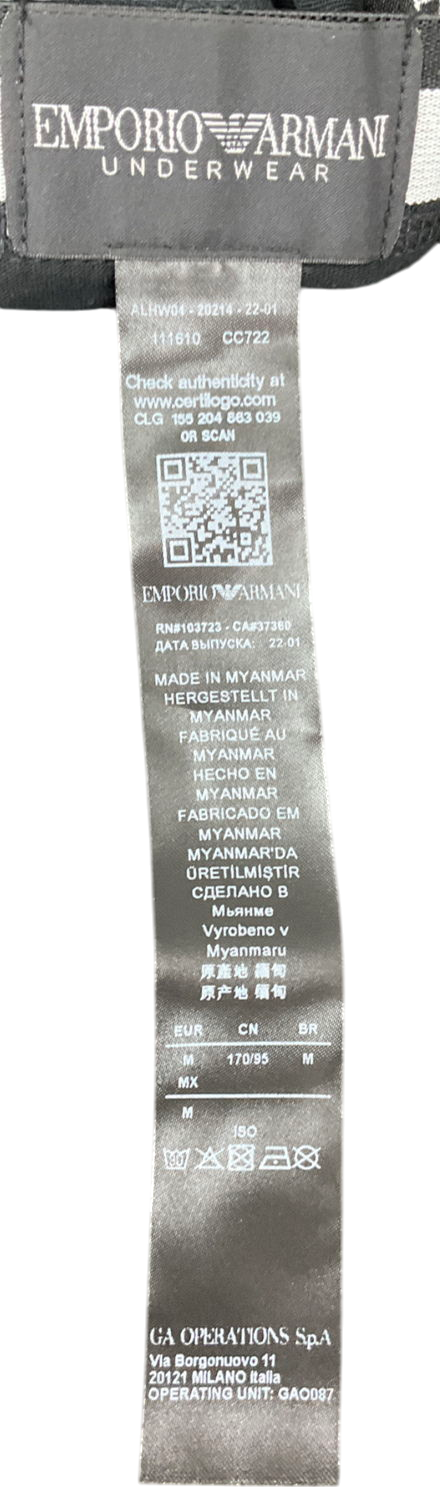 EMPORIO ARMANI
UNDERWEAR
ALHW04 - 20214 - 22-01
111610 CC722
Check authenticity at
www.certilogo.com
CLG 155 204 863 039
OR SCAN
EMPORIO ARMANI
RN#103723 - CA#37360
ДАТА ВЫПУСКА: 22-01
MADE IN MYANMAR
HERGESTELLT IN
MYANMAR
FABRIQUÉ AU
MYANMAR
HECHO EN
MYANMAR
FABRICADO EM
MYANMAR
MYANMAR'DA
ÜRETİLMİŞTİR
СДЕЛАНО В
Мьянме
Vyrobeno v
Myanmaru
原產地 緬甸
原产地 缅甸
EUR CN BR
M 170/95 M
MX
M
ISO
30
GA OPERATIONS S.p.A
Via Borgonuovo 11
20121 MILANO Italia
OPERATING UNIT: GAO087